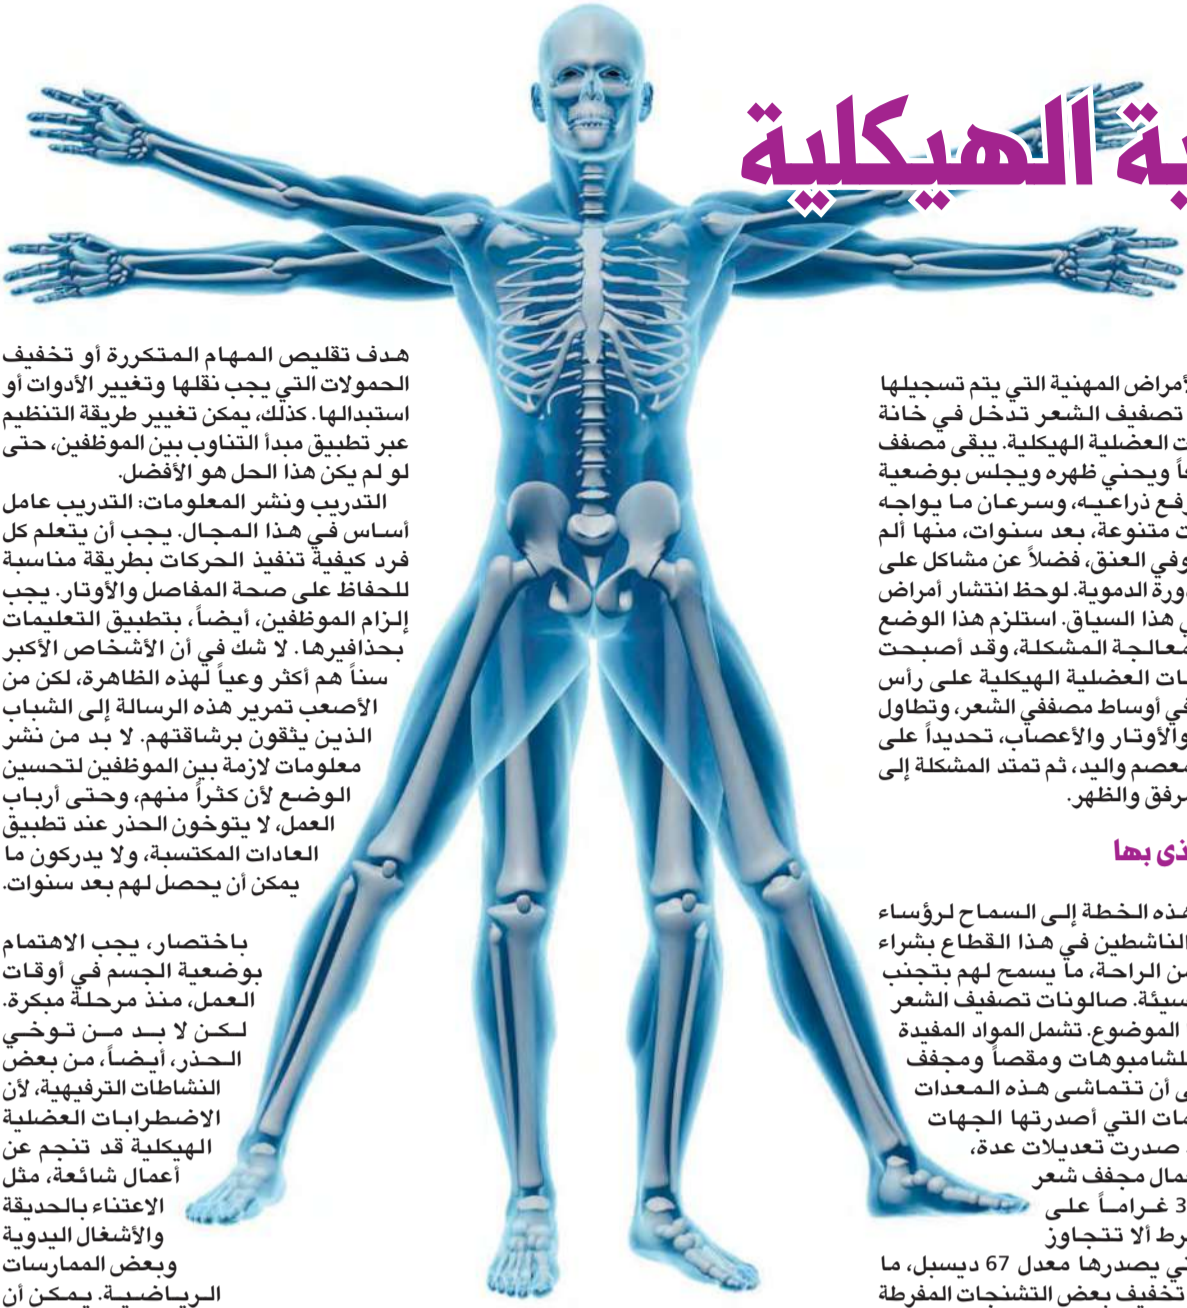 بة الهيكلية
لأمراض المهنية التي يتم تسجيلها
تصفيف الشعر تدخل في خانة
ت العضلية الهيكلية. يبقى مصفف
اً ويحني ظهره ويجلس بوضعية
رفع ذراعيه، وسرعان ما يواجه
ت متنوعة، بعد سنوات، منها ألم
وفي العنق، فضلاً عن مشاكل على
دورة الدموية. لوحظ انتشار أمراض
ي هذا السياق. استلزم هذا الوضع
معالجة المشكلة، وقد أصبحت
ات العضلية الهيكلية على رأس
في أوساط مصففي الشعر، وتطاول
والأوتار والأعصاب، تحديداً على
معصم واليد، ثم تمتد المشكلة إلى
مرفق والظهر.
ذى بها
هذه الخطة إلى السماح لرؤساء
الناشطين في هذا القطاع بشراء
من الراحة، ما يسمح لهم بتجنب
سيئة. صالونات تصفيف الشعر
الموضوع. تشمل المواد المفيدة
للشامبوهات ومقصاً ومجفف
ى أن تتماشى هذه المعدات
مات التي أصدرتها الجهات
صدرت تعديلات عدة،
مال مجفف شعر
3 غراماً على
رط ألا تتجاوز
ني يصدرها معدل 67 ديسبل، ما
تخفيف بعض التشنجات المفرطة
هدف تقليص المهام المتكررة أو تخفيف
الحمولات التي يجب نقلها وتغيير الأدوات أو
استبدالها. كذلك، يمكن تغيير طريقة التنظيم
عبر تطبيق مبدأ التناوب بين الموظفين، حتى
لو لم يكن هذا الحل هو الأفضل.
التدريب ونشر المعلومات: التدريب عامل
أساس في هذا المجال. يجب أن يتعلم كل
فرد كيفية تنفيذ الحركات بطريقة مناسبة
للحفاظ على صحة المفاصل والأوتار. يجب
إلزام الموظفين، أيضاً، بتطبيق التعليمات
بحذافيرها. لا شك في أن الأشخاص الأكبر
سناً هم أكثر وعياً لهذه الظاهرة، لكن من
الأصعب تمرير هذه الرسالة إلى الشباب
الذين يثقون برشاقتهم. لا بد من نشر
معلومات لازمة بين الموظفين لتحسين
الوضع لأن كثراً منهم، وحتى أرباب
العمل، لا يتوخون الحذر عند تطبيق
العادات المكتسبة، ولا يدركون ما
يمكن أن يحصل لهم بعد سنوات.
باختصار، يجب الاهتمام
بوضعية الجسم في أوقات
العمل، منذ مرحلة مبكرة.
لكن لا بد من توخي
الحذر، أيضاً، من بعض
النشاطات الترفيهية، لأن
الاضطرابات العضلية
الهيكلية قد تنجم عن
أعمال شائعة، مثل
الاعتناء بالحديقة
والأشغال اليدوية
وبعض الممارسات
الرياضية. يمكن أن